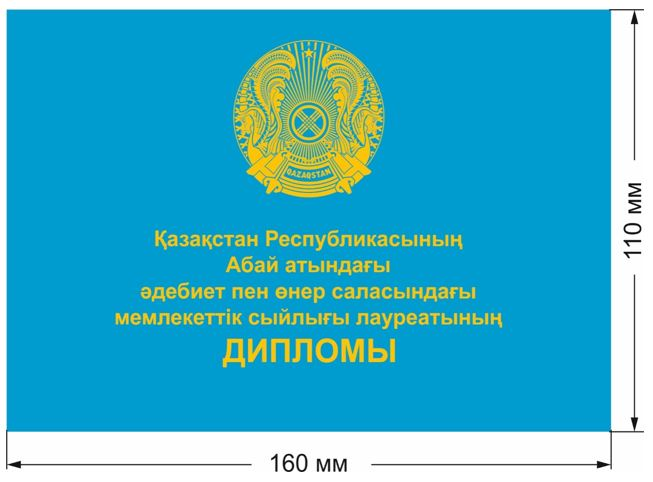 QAZAQSTAN
Қазақстан Республикасының
Абай атындағы
әдебиет пен өнер саласындағы
мемлекеттік сыйлығы лауреатының
ДИПЛОМЫ
110 мм
160 мм